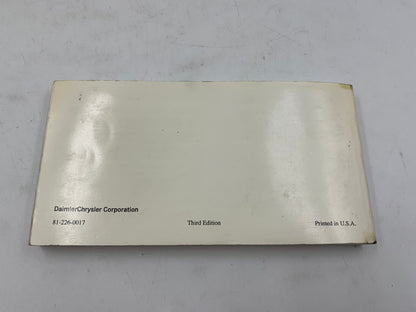 DaimlerChrysler Corporation
81-226-0017 Third Edition Printed in U.S.A.